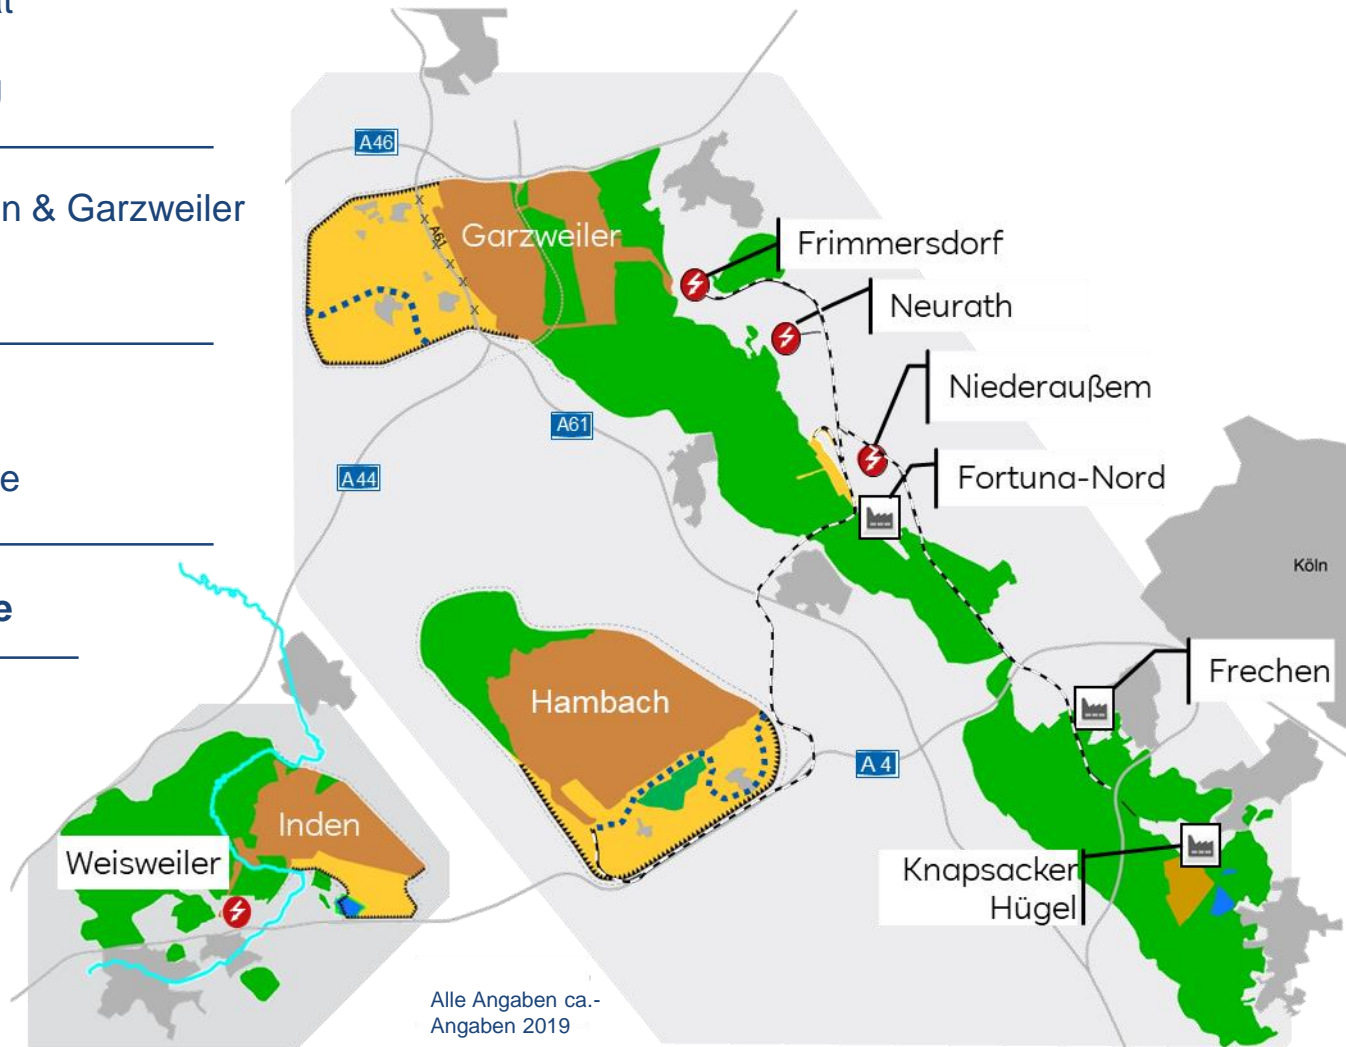 n & Garzweiler
e
e
A46
A61
Garzweiler
Frimmersdorf
Neurath
Niederaußem
A61
A44
Fortuna-Nord
Köln
Frechen
Hambach
A 4
Inden
Weisweiler
Knapsacker
Hügel
Alle Angaben ca.-
Angaben 2019